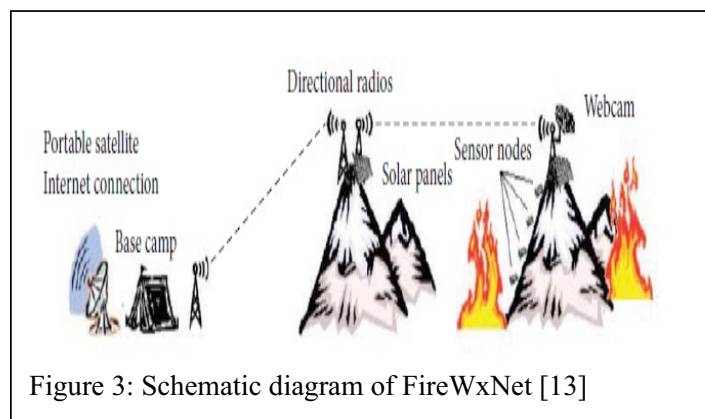 Directional radios
Webcam
Portable satellite
Internet connection
Sensor nodes
Solar panels
Base camp
Figure 3: Schematic diagram of FireWxNet [13]